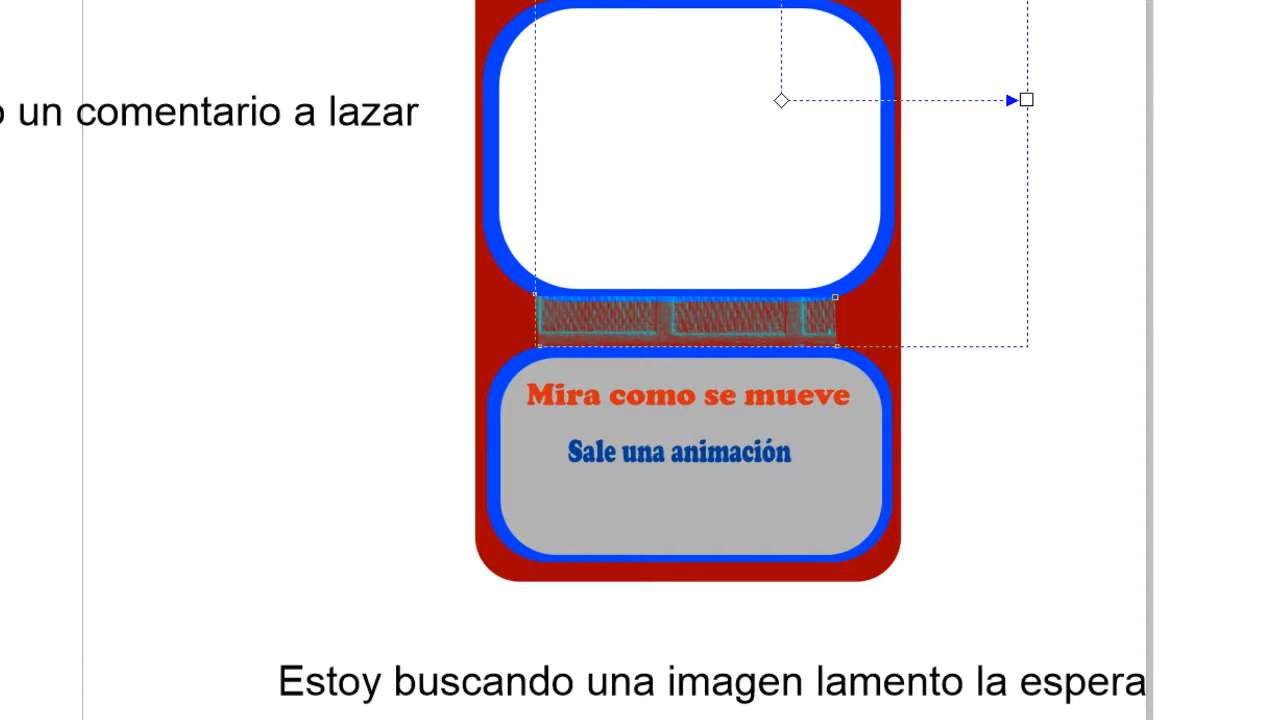 un comentario a lazar
Mira como se mueve
Sale una animación
Estoy buscando una imagen lamento la espera